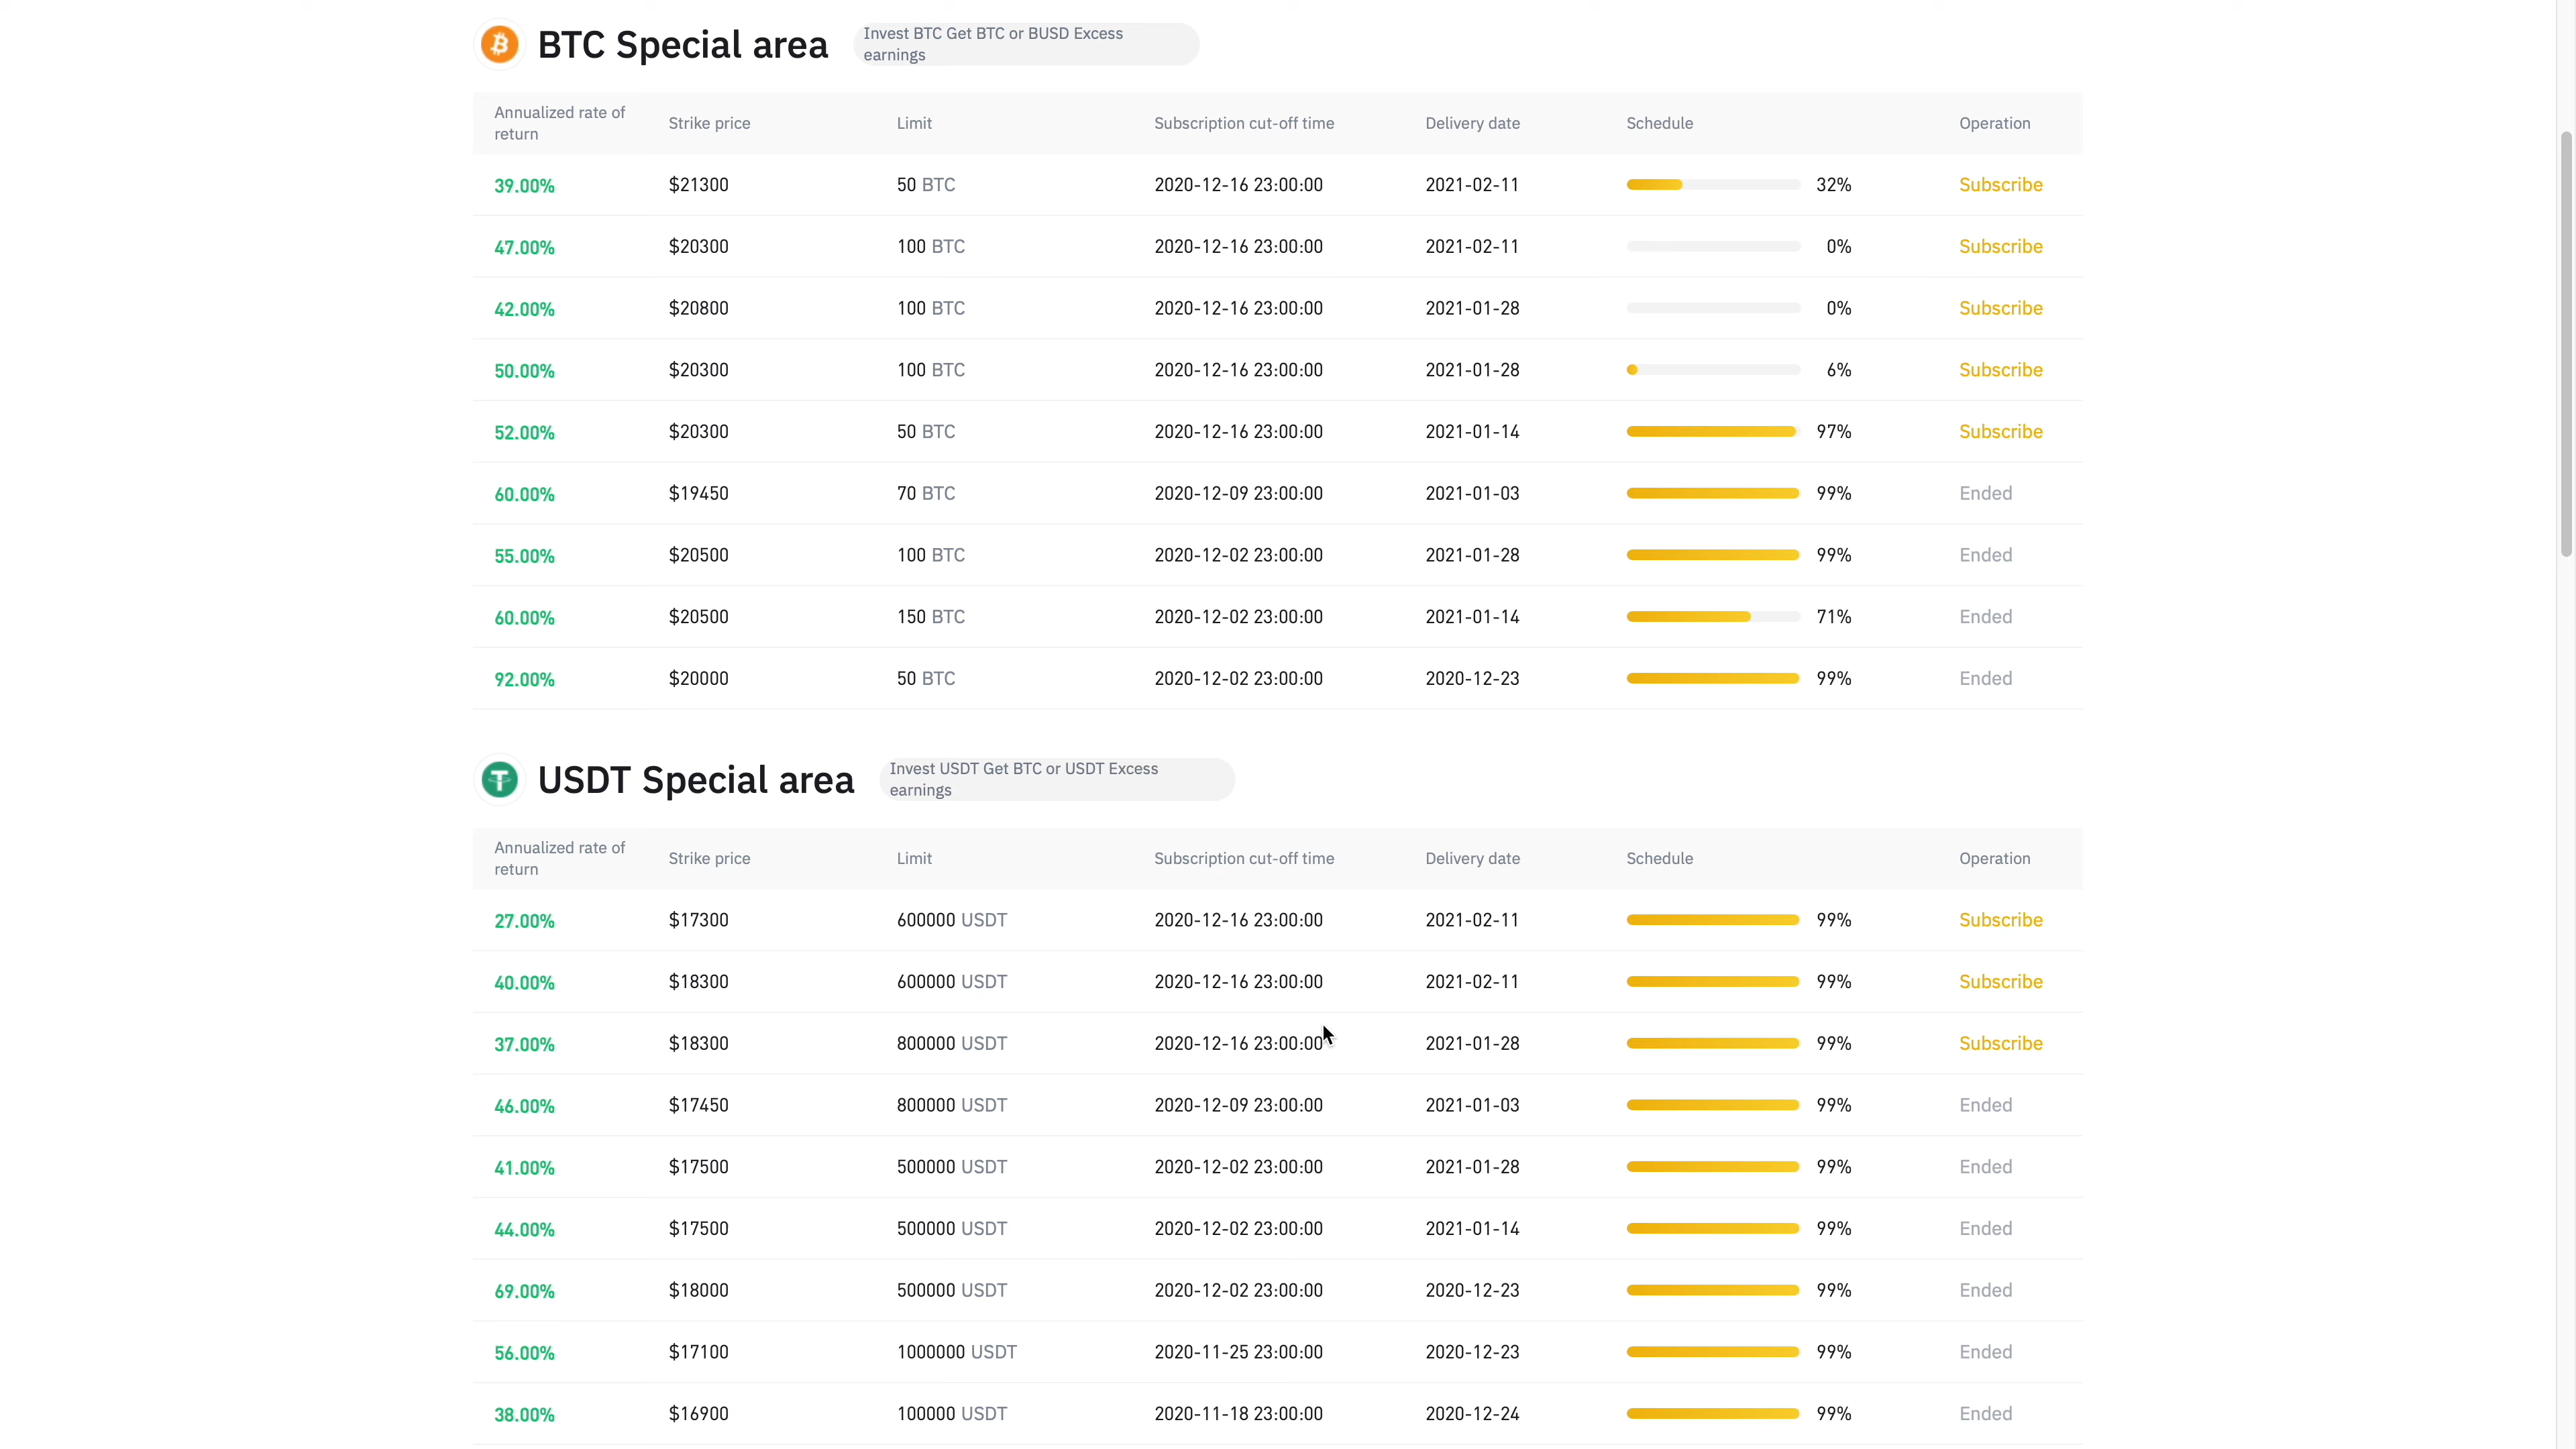 BTC Special area
Invest BTC Get BTC or BUSD Excess
earnings
Annualized rate of
return
Strike price
Limit
Subscription cut-off time
Delivery date
Schedule
Operation
39.00% $21300 50 BTC 2020-12-16 23:00:00 2021-02-11 32% Subscribe
47.00% $20300 100 BTC 2020-12-16 23:00:00 2021-02-11 0% Subscribe
42.00% $20800 100 BTC 2020-12-16 23:00:00 2021-01-28 0% Subscribe
50.00% $20300 100 BTC 2020-12-16 23:00:00 2021-01-28 6% Subscribe
52.00% $20300 50 BTC 2020-12-16 23:00:00 2021-01-14 97% Subscribe
60.00% $19450 70 BTC 2020-12-09 23:00:00 2021-01-03 99% Ended
55.00% $20500 100 BTC 2020-12-02 23:00:00 2021-01-28 99% Ended
60.00% $20500 150 BTC 2020-12-02 23:00:00 2021-01-14 71% Ended
92.00% $20000 50 BTC 2020-12-02 23:00:00 2020-12-23 99% Ended
USDT Special area
Invest USDT Get BTC or USDT Excess
earnings
Annualized rate of
return
Strike price
Limit
Subscription cut-off time
Delivery date
Schedule
Operation
27.00% $17300 600000 USDT 2020-12-16 23:00:00 2021-02-11 99% Subscribe
40.00% $18300 600000 USDT 2020-12-16 23:00:00 2021-02-11 99% Subscribe
37.00% $18300 800000 USDT 2020-12-16 23:00:00 2021-01-28 99% Subscribe
46.00% $17450 800000 USDT 2020-12-09 23:00:00 2021-01-03 99% Ended
41.00% $17500 500000 USDT 2020-12-02 23:00:00 2021-01-28 99% Ended
44.00% $17500 500000 USDT 2020-12-02 23:00:00 2021-01-14 99% Ended
69.00% $18000 500000 USDT 2020-12-02 23:00:00 2020-12-23 99% Ended
56.00% $17100 1000000 USDT 2020-11-25 23:00:00 2020-12-23 99% Ended
38.00% $16900 100000 USDT 2020-11-18 23:00:00 2020-12-24 99% Ended